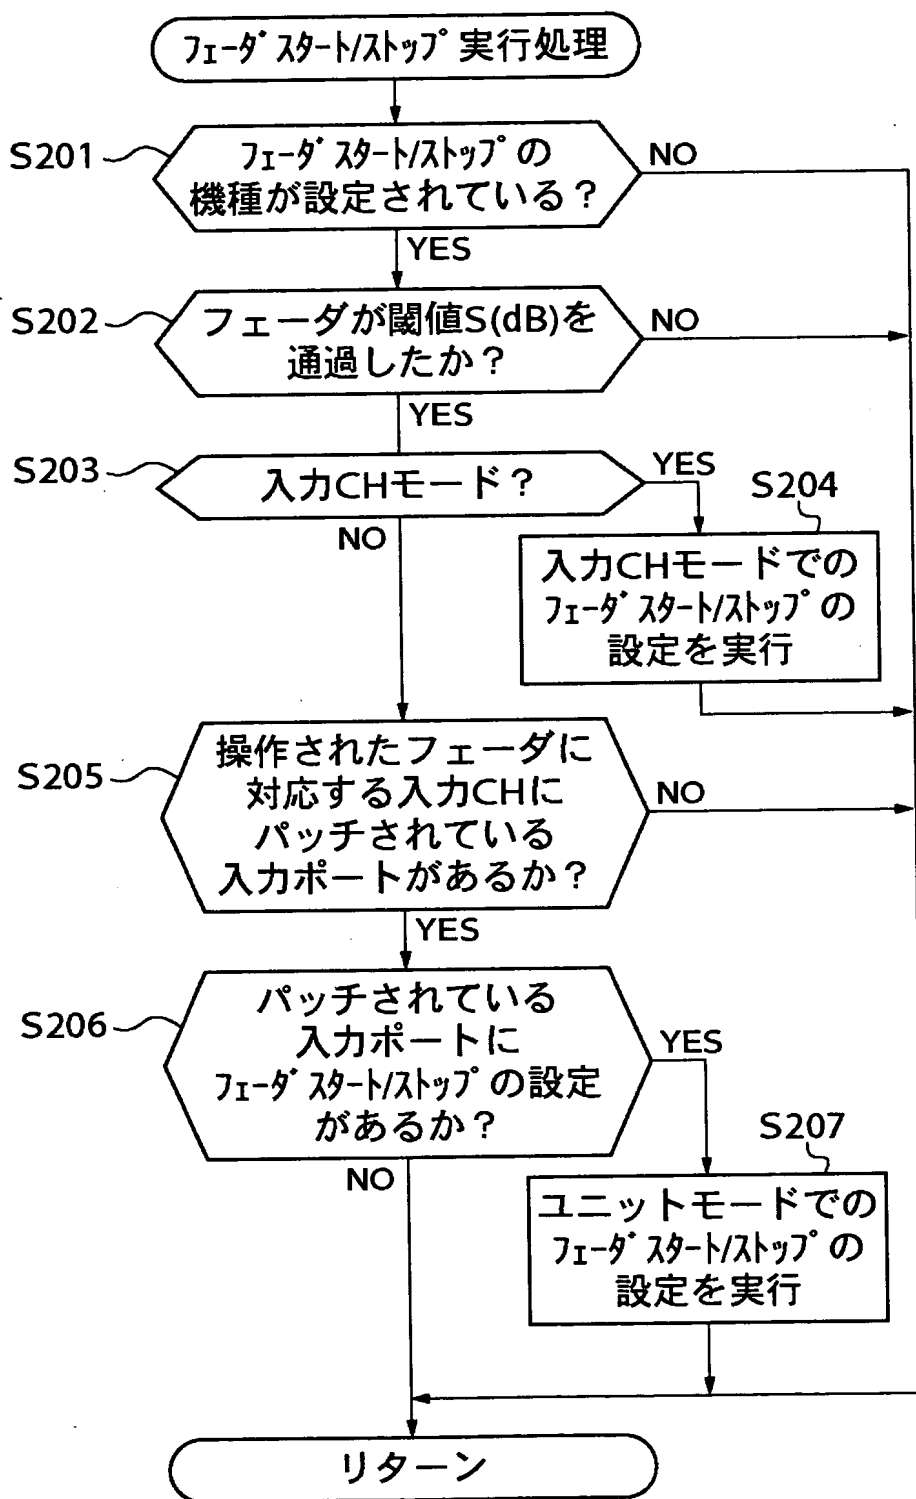 ﾌｪｰﾀﾞｽﾀｰﾄ/ｽﾄｯﾌﾟ実行処理
S201
ﾌｪｰﾀﾞｽﾀｰﾄ/ｽﾄｯﾌﾟの
機種が設定されている？
NO
YES
S202
フェーダが閾値S(dB)を
通過したか？
NO
YES
S203
入力CHモード？
YES
NO
S204
入力CHモードでの
ﾌｪｰﾀﾞｽﾀｰﾄ/ｽﾄｯﾌﾟの
設定を実行
S205
操作されたフェーダに
対応する入力CHに
パッチされている
入力ポートがあるか？
NO
YES
S206
パッチされている
入力ポートに
ﾌｪｰﾀﾞｽﾀｰﾄ/ｽﾄｯﾌﾟの設定
があるか？
YES
NO
S207
ユニットモードでの
ﾌｪｰﾀﾞｽﾀｰﾄ/ｽﾄｯﾌﾟの
設定を実行
リターン